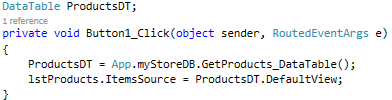 DataTable ProductsDT;
1 reference
private void Button1_Click(object sender, RoutedEventArgs e)
{
    ProductsDT = App.myStoreDB.GetProducts_DataTable();
    lstProducts.ItemsSource = ProductsDT.DefaultView;
}